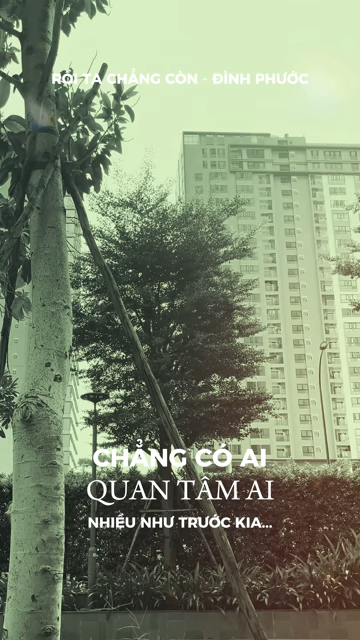 RỒI TA CHẲNG CÒN - ĐÌNH PHƯỚC
CHẲNG CÓ AI
QUAN TÂM AI
NHIỀU NHƯ TRƯỚC KIA...